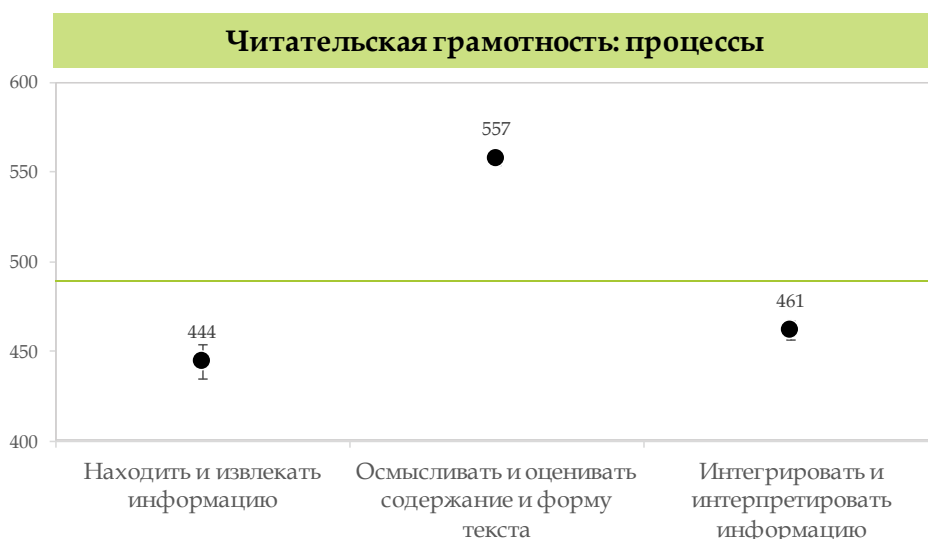 Читательская грамотность: процессы
600
550
500
450
400
557
461
444
Находить и извлекать
информацию
Осмысливать и оценивать
содержание и форму
текста
Интегрировать и
интерпретировать
информацию